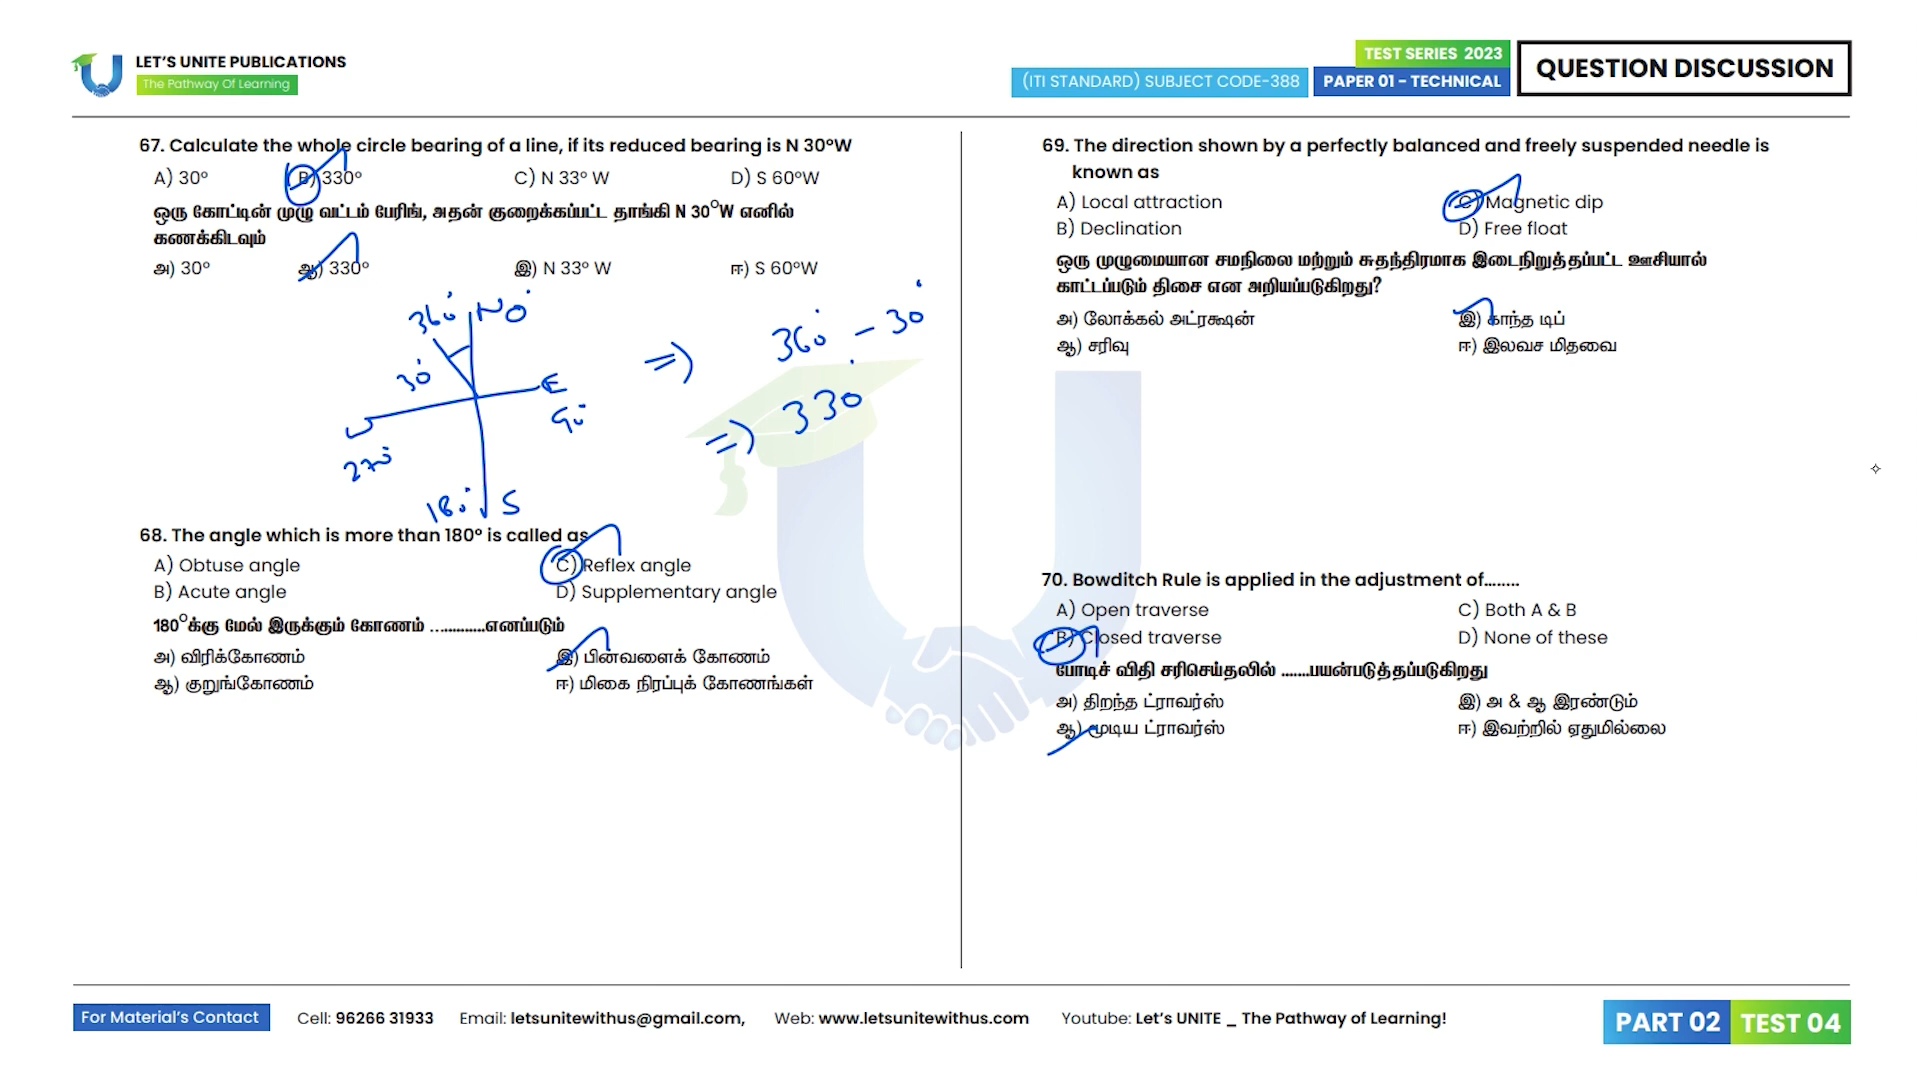 LET'S UNITE PUBLICATIONS
The Pathway Of Learning
TEST SERIES 2023
(ITI STANDARD) SUBJECT CODE-388
PAPER 01 - TECHNICAL
QUESTION DISCUSSION
67. Calculate the whole circle bearing of a line, if its reduced bearing is N 30°W
A) 30° B) 330° C) N 33° W D) S 60°W
ஒரு கோட்டின் முழு வட்டம் பேரிங், அதன் குறைக்கப்பட்ட தாங்கி N 30°W எனில்
கணக்கிடவும்
அ) 30° ஆ) 330° இ) N 33° W ஈ) S 60°W
360° N 0°
30°
E
90°
W
270°
180° S
=> 360° - 30°
=> 330°
68. The angle which is more than 180° is called as
A) Obtuse angle C) Reflex angle
B) Acute angle D) Supplementary angle
180°க்கு மேல் இருக்கும் கோணம் ............எனப்படும்
அ) விரிக்கோணம் இ) பின்வளைக் கோணம்
ஆ) குறுங்கோணம் ஈ) மிகை நிரப்புக் கோணங்கள்
69. The direction shown by a perfectly balanced and freely suspended needle is
known as
A) Local attraction C) Magnetic dip
B) Declination D) Free float
ஒரு முழுமையான சமநிலை மற்றும் சுதந்திரமாக இடைநிறுத்தப்பட்ட ஊசியால்
காட்டப்படும் திசை என அறியப்படுகிறது?
அ) லோக்கல் அட்ரக்ஷன் இ) காந்த டிப்
ஆ) சரிவு ஈ) இலவச மிதவை
70. Bowditch Rule is applied in the adjustment of........
A) Open traverse C) Both A & B
B) Closed traverse D) None of these
போடிச் விதி சரிசெய்தலில் .......பயன்படுத்தப்படுகிறது
அ) திறந்த ட்ராவர்ஸ் இ) அ & ஆ இரண்டும்
ஆ) மூடிய ட்ராவர்ஸ் ஈ) இவற்றில் ஏதுமில்லை
For Material's Contact Cell: 96266 31933 Email: letsunitewithus@gmail.com, Web: www.letsunitewithus.com Youtube: Let's UNITE _ The Pathway of Learning!
PART 02 TEST 04